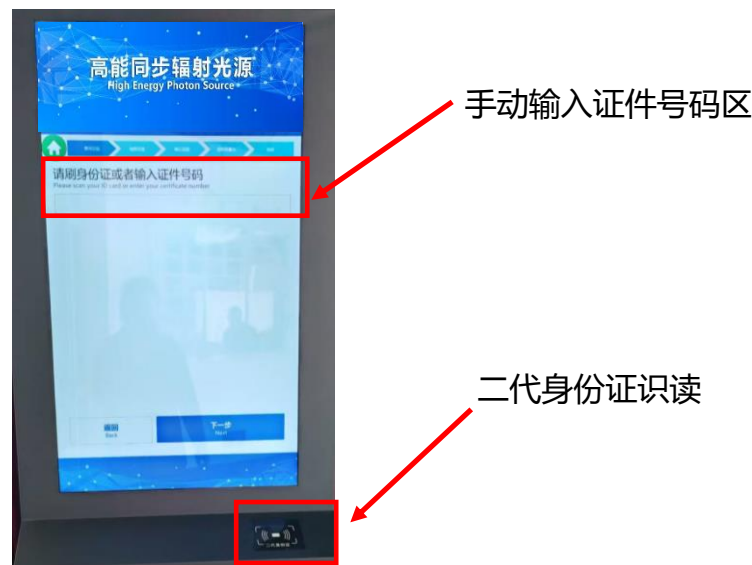 高能同步辐射光源
High Energy Photon Source
请刷身份证或者输入证件号码
Please scan your ID card or enter your certificate number
返回
Back
下一步
Next
手动输入证件号码区
二代身份证识读